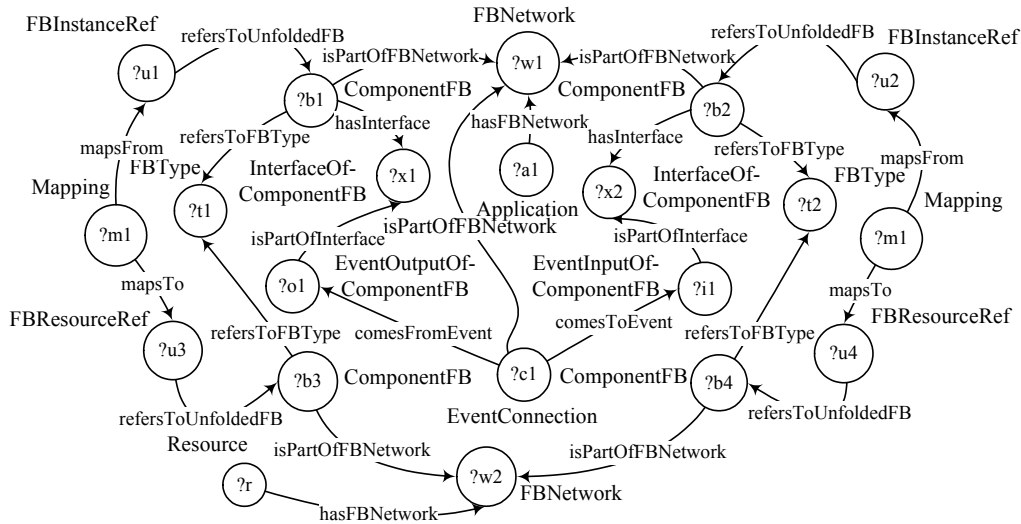 FBNetwork
FBInstanceRef
refersToUnfoldedFB
refersToUnfoldedFB
FBInstanceRef
?u1
isPartOfFBNetwork
?w1
isPartOfFBNetwork
?u2
?b1
ComponentFB
ComponentFB
?b2
hasInterface
hasFBNetwork
hasInterface
mapsFrom
refersToFBType
refersToFBType
mapsFrom
FBType
InterfaceOf-
ComponentFB
?x1
?a1
?x2
InterfaceOf-
ComponentFB
FBType
Mapping
?t1
Application
?t2
Mapping
?m1
isPartOfFBNetwork
?m1
isPartOfInterface
isPartOfInterface
mapsTo
?o1
EventOutputOf-
ComponentFB
EventInputOf-
ComponentFB
?i1
mapsTo
FBResourceRef
refersToFBType
comesFromEvent
comesToEvent
refersToFBType
FBResourceRef
?u3
?b3
ComponentFB
?c1
ComponentFB
?b4
?u4
refersToUnfoldedFB
EventConnection
refersToUnfoldedFB
Resource
isPartOfFBNetwork
isPartOfFBNetwork
?r
?w2
FBNetwork
hasFBNetwork